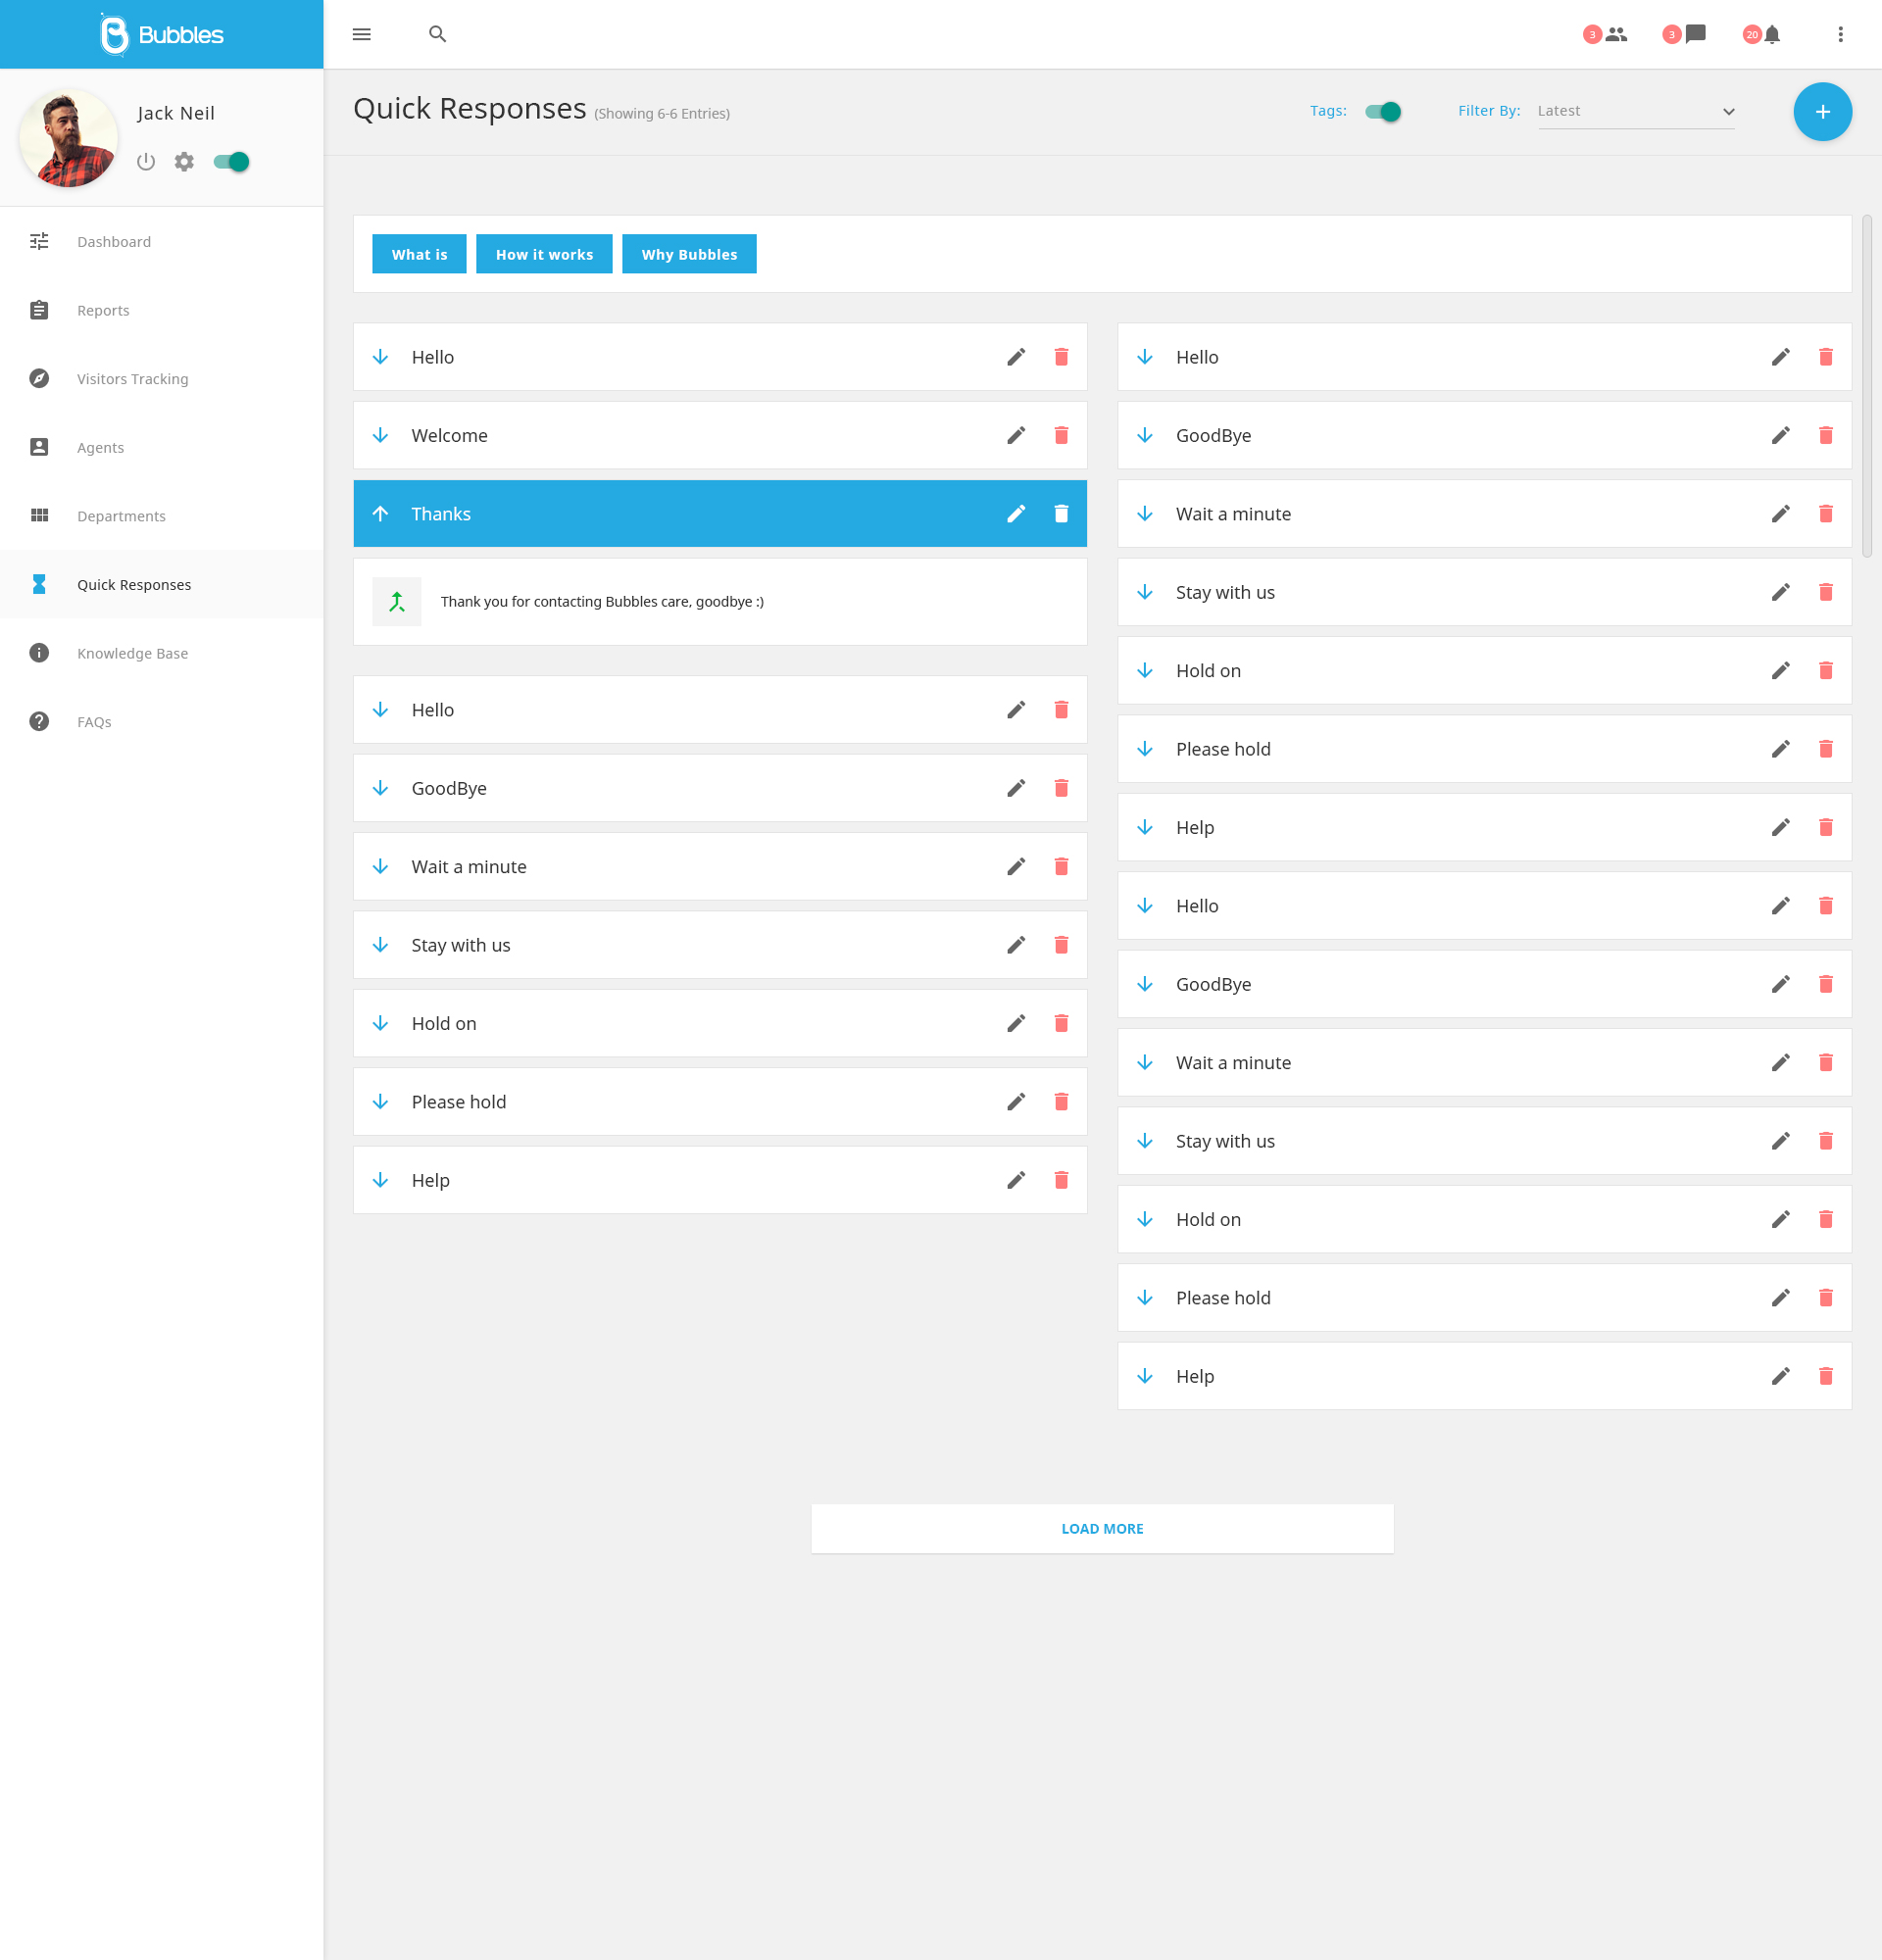 Bubbles
3
3
20
Jack Neil
Dashboard
Reports
Visitors Tracking
Agents
Departments
Quick Responses
Knowledge Base
FAQs
Quick Responses (Showing 6-6 Entries)
Tags:
Filter By: Latest
What is
How it works
Why Bubbles
Hello
Welcome
Thanks
Thank you for contacting Bubbles care, goodbye :)
Hello
GoodBye
Wait a minute
Stay with us
Hold on
Please hold
Help
Hello
GoodBye
Wait a minute
Stay with us
Hold on
Please hold
Help
Hello
GoodBye
Wait a minute
Stay with us
Hold on
Please hold
Help
LOAD MORE